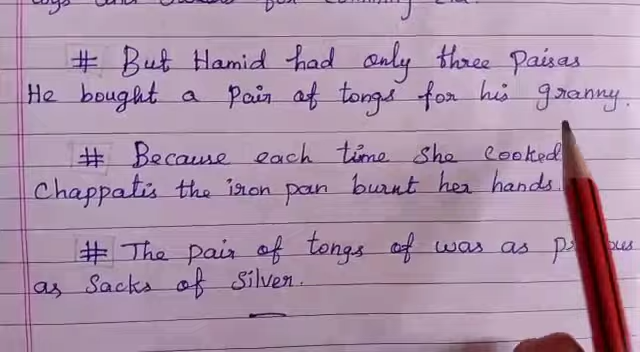 # But Hamid had only three Paisas
He bought a Pair of tongs for his granny.
# Because each time she cooked
Chappatis the iron pan burnt her hands.
# The pair of tongs of was as
as Sacks of Silver.